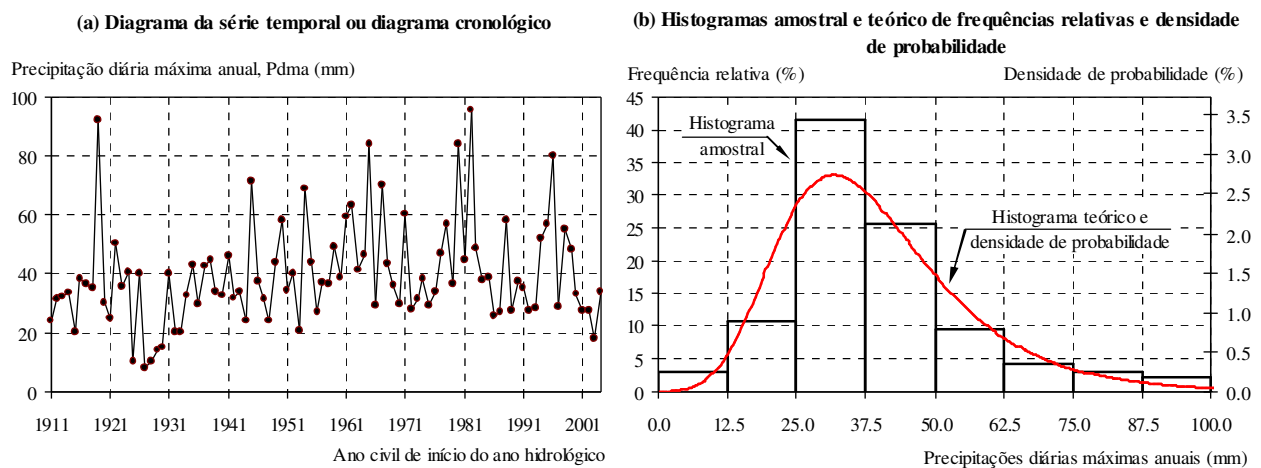 (a) Diagrama da série temporal ou diagrama cronológico
Precipitação diária máxima anual, Pdma (mm)
100
80
60
40
20
0
1911 1921 1931 1941 1951 1961 1971 1981 1991 2001
Ano civil de início do ano hidrológico
(b) Histogramas amostral e teórico de frequências relativas e densidade
de probabilidade
Frequência relativa (%) Densidade de probabilidade (%)
45
40
35
30
25
20
15
10
5
0
Histograma
amostral
Histograma teórico e
densidade de probabilidade
3.5
3.0
2.5
2.0
1.5
1.0
0.5
0.0
0.0 12.5 25.0 37.5 50.0 62.5 75.0 87.5 100.0
Precipitações diárias máximas anuais (mm)